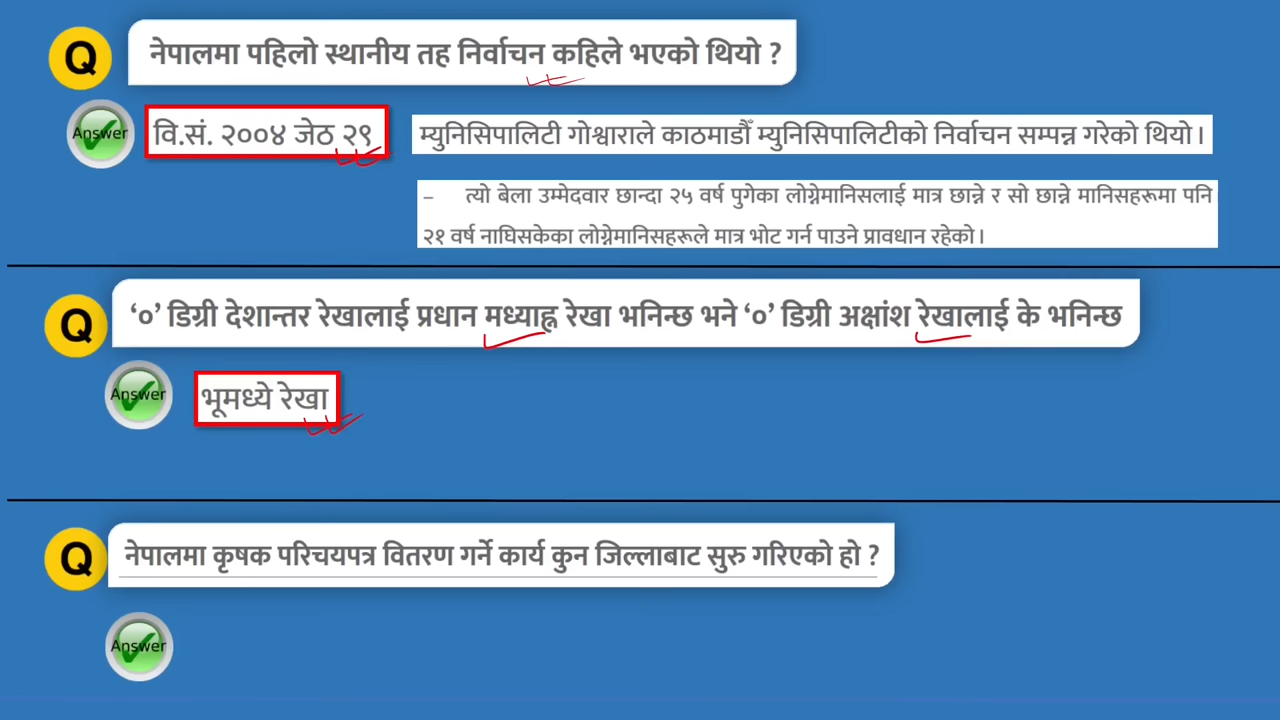 Q नेपालमा पहिलो स्थानीय तह निर्वाचन कहिले भएको थियो ?
Answer वि.सं. २००४ जेठ २९ म्युनिसिपालिटी गोश्वाराले काठमाडौँ म्युनिसिपालिटीको निर्वाचन सम्पन्न गरेको थियो ।
– त्यो बेला उम्मेदवार छान्दा २५ वर्ष पुगेका लोग्नेमानिसलाई मात्र छान्ने र सो छान्ने मानिसहरूमा पनि
२१ वर्ष नाघिसकेका लोग्नेमानिसहरूले मात्र भोट गर्न पाउने प्रावधान रहेको ।
Q ‘०’ डिग्री देशान्तर रेखालाई प्रधान मध्याह्न रेखा भनिन्छ भने ‘०’ डिग्री अक्षांश रेखालाई के भनिन्छ
Answer भूमध्ये रेखा
Q नेपालमा कृषक परिचयपत्र वितरण गर्ने कार्य कुन जिल्लाबाट सुरु गरिएको हो ?
Answer